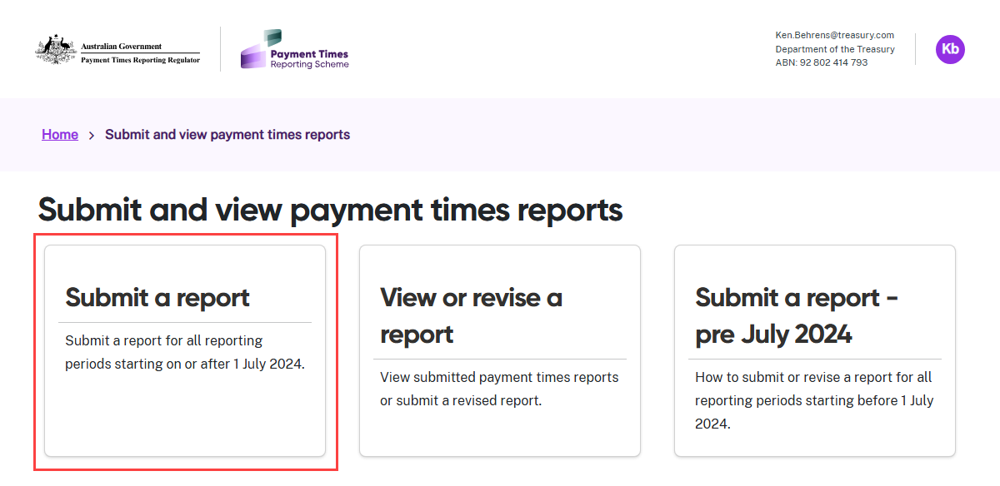 Australian Government
Payment Times Reporting Regulator
Payment Times
Reporting Scheme
Ken.Behrens@treasury.com
Department of the Treasury
ABN: 92 802 414 793
Kb
Home > Submit and view payment times reports
Submit and view payment times reports
Submit a report
Submit a report for all reporting
periods starting on or after 1 July 2024.
View or revise a
report
View submitted payment times reports
or submit a revised report.
Submit a report –
pre July 2024
How to submit or revise a report for all
reporting periods starting before 1 July
2024.